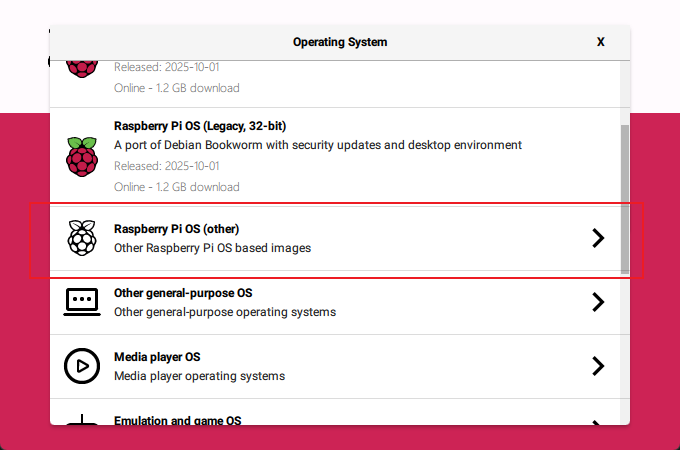 Operating System
X
Released: 2025-10-01
Online - 1.2 GB download
Raspberry Pi OS (Legacy, 32-bit)
A port of Debian Bookworm with security updates and desktop environment
Released: 2025-10-01
Online - 1.2 GB download
Raspberry Pi OS (other)
Other Raspberry Pi OS based images
Other general-purpose OS
Other general-purpose operating systems
Media player OS
Media player operating systems
Emulation and game OS